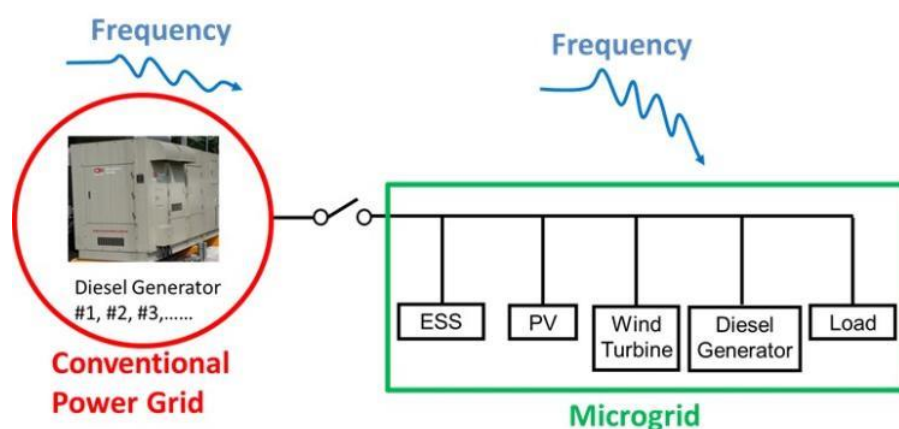 Frequency
Frequency
Diesel Generator
#1, #2, #3,......
Conventional
Power Grid
ESS
PV
Wind
Turbine
Diesel
Generator
Load
Microgrid